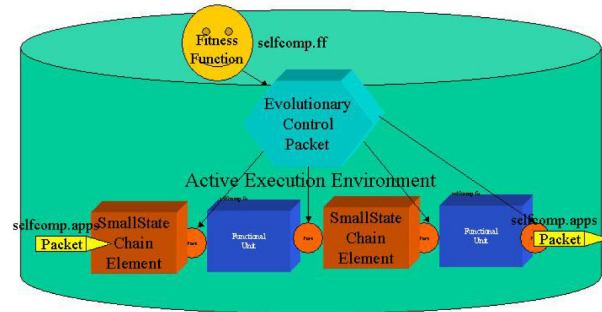 Fitness
Function
selfcomp.ff
Evolutionary
Control
Packet
Active Execution Environment
selfcomp.apps
Packet
SmallState
Chain
Element
Functional
Unit
SmallState
Chain
Element
Functional
Unit
selfcomp.apps
Packet